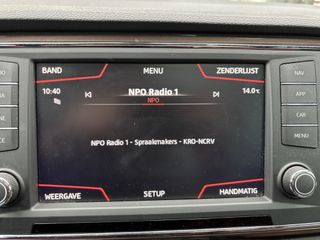 BAND MENU ZENDERLIJST
NAV
10:40 NPO Radio 1 14.0°C
NPO
APP
CAR
NPO Radio 1 - Spraakmakers - KRO-NCRV
MENU
WEERGAVE SETUP HANDMATIG